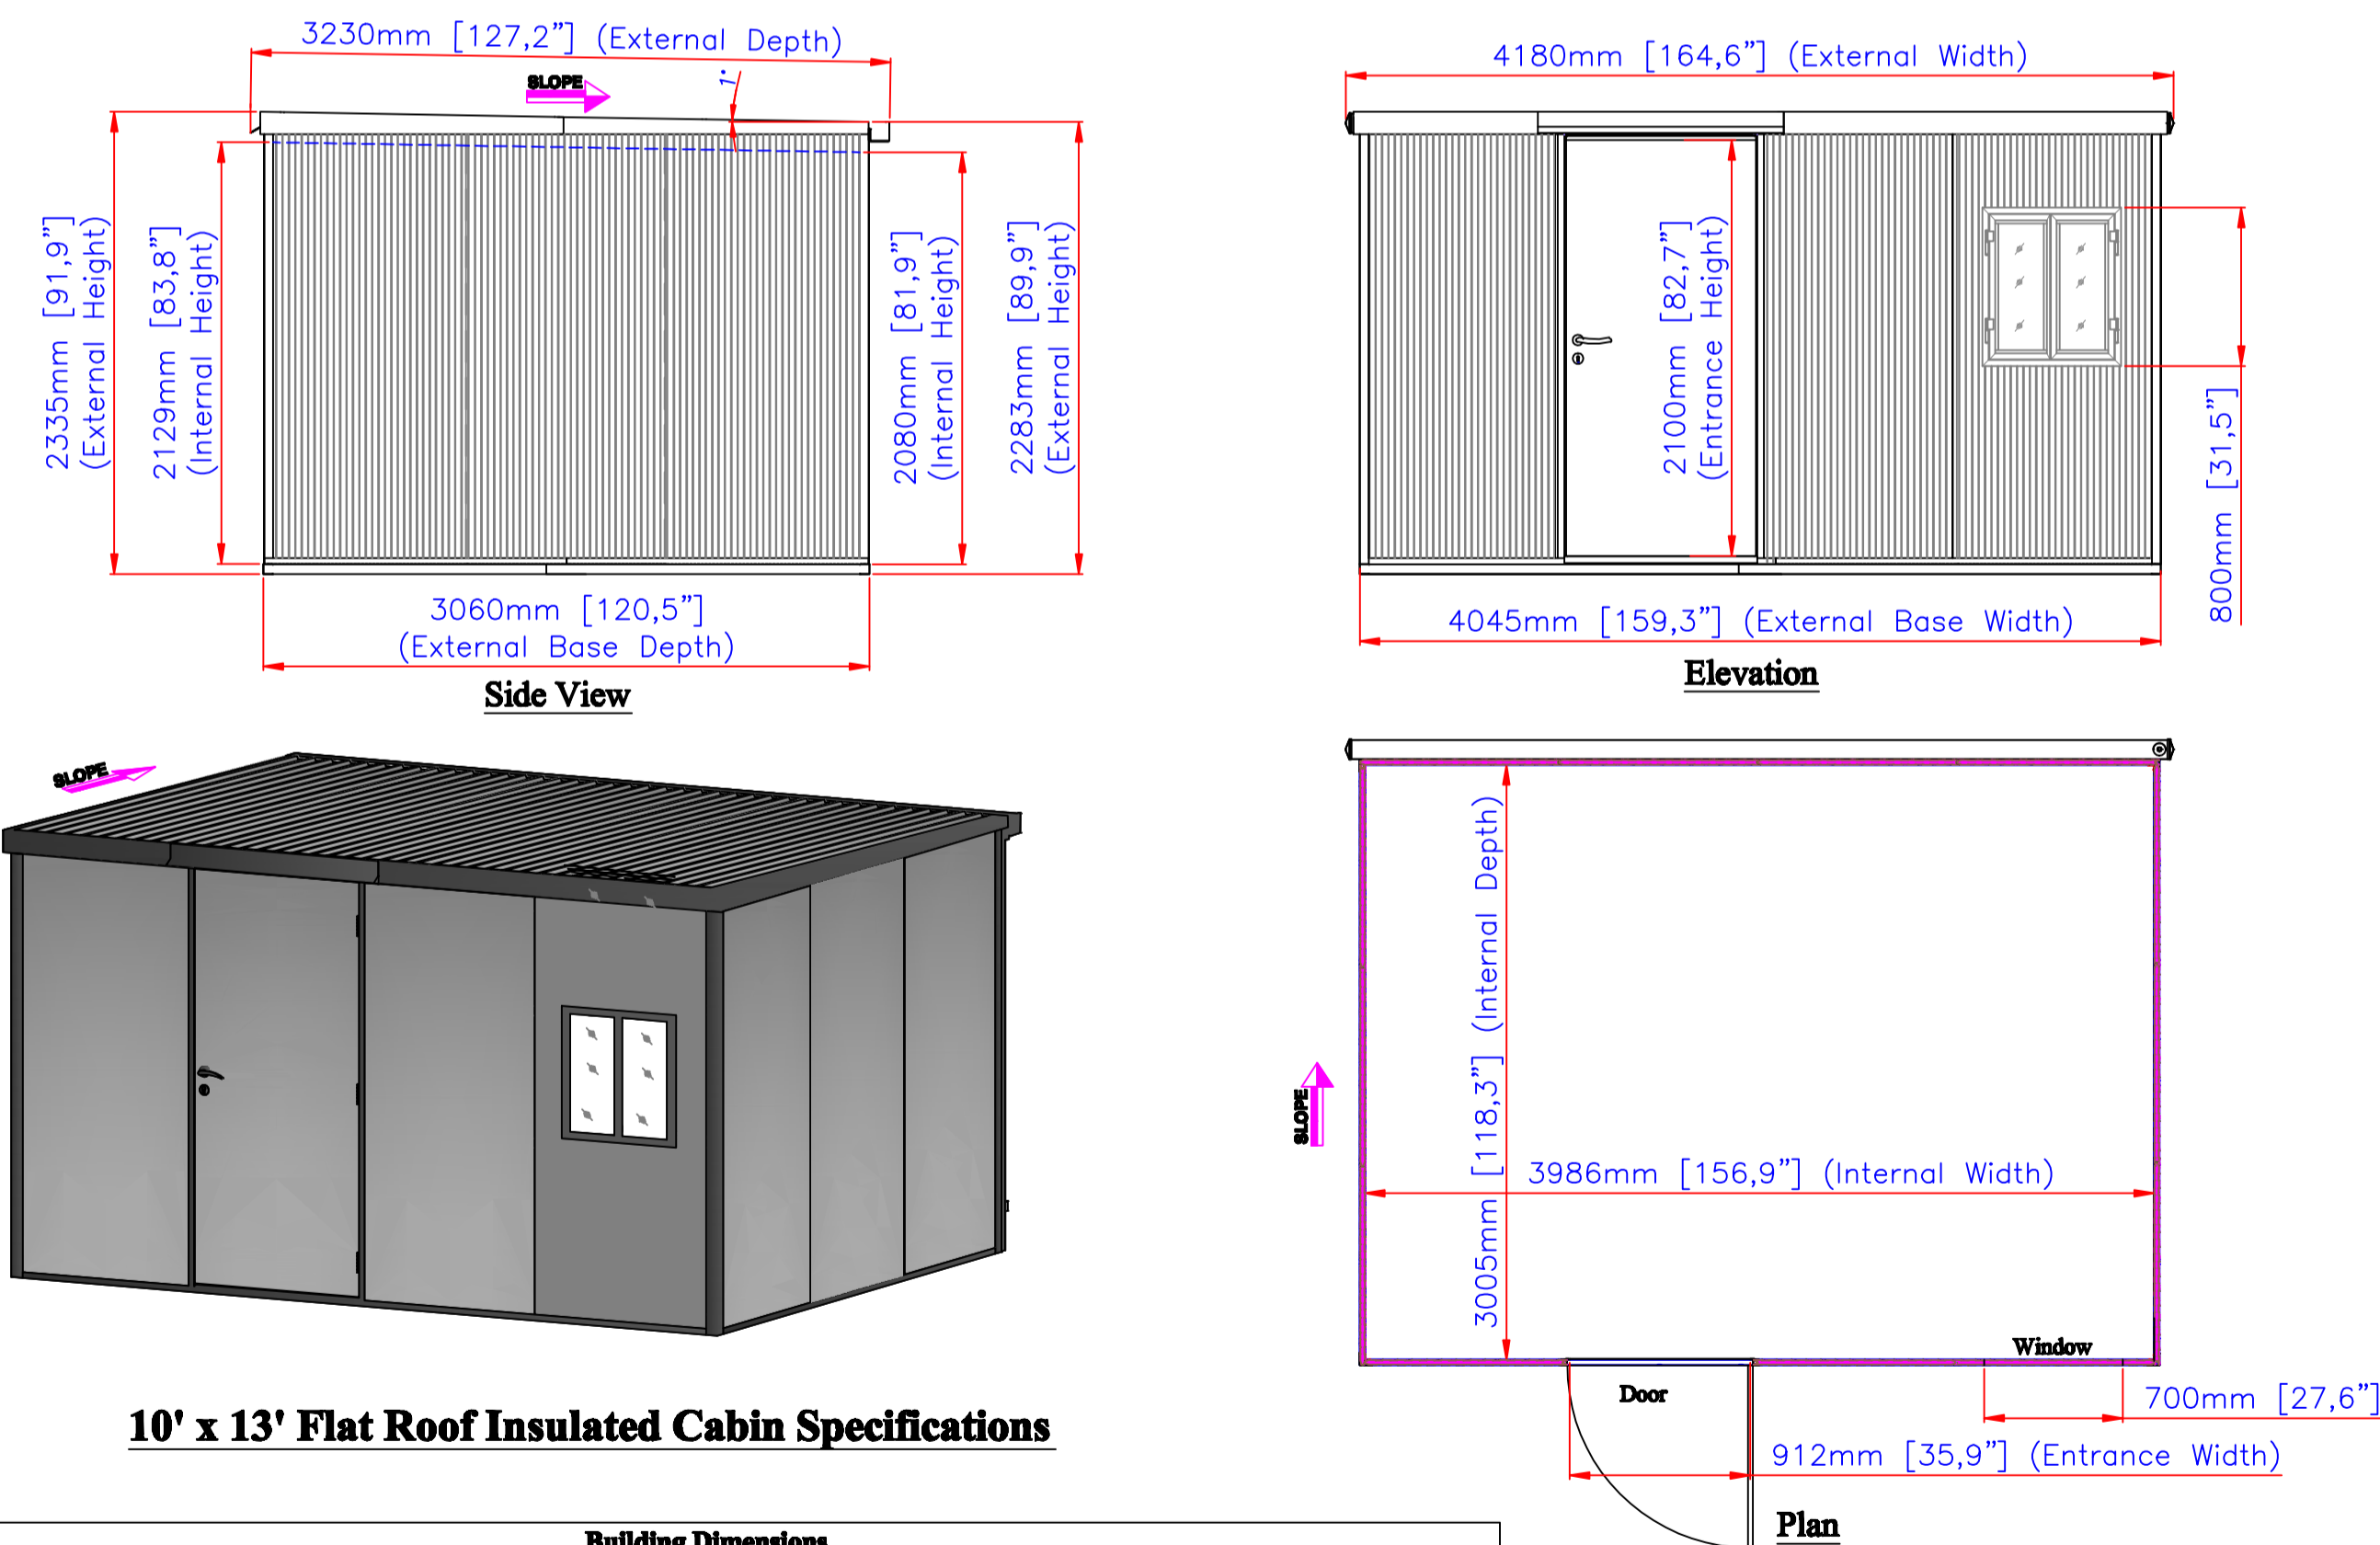 3230mm [127,2”] (External Depth)
SLOPE
1°
2335mm [91,9”]
(External Height)
2129mm [83,8”]
(Internal Height)
2080mm [81,9”]
(Internal Height)
2283mm [89,9”]
(External Height)
3060mm [120,5”]
(External Base Depth)
Side View
4180mm [164,6”] (External Width)
2100mm [82,7”]
(Entrance Height)
800mm [31,5”]
4045mm [159,3”] (External Base Width)
Elevation
SLOPE
10' x 13' Flat Roof Insulated Cabin Specifications
SLOPE
3005mm [118,3”] (Internal Depth)
3986mm [156,9”] (Internal Width)
Window
Door
700mm [27,6”]
912mm [35,9”] (Entrance Width)
Plan
Building Dimensions